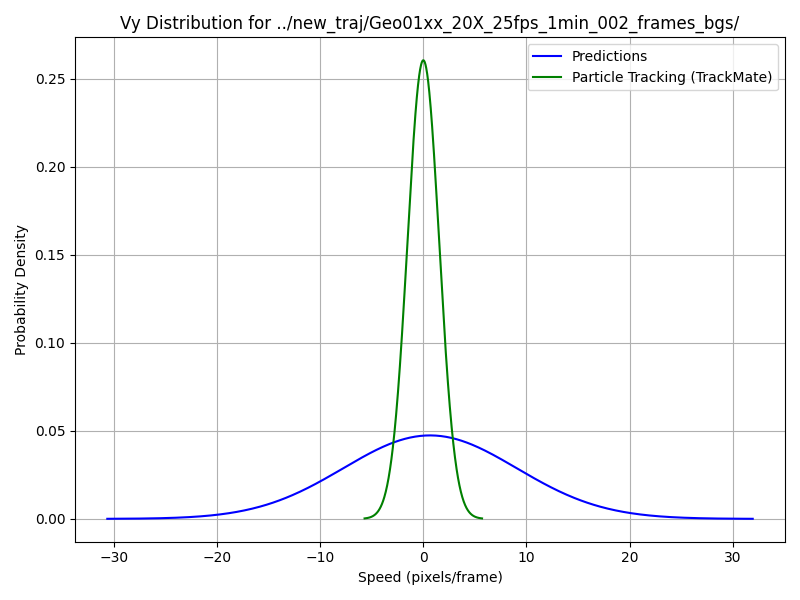 Vy Distribution for ../new_traj/Geo01xx_20X_25fps_1min_002_frames_bgs/
Predictions
Particle Tracking (TrackMate)
0.25
0.20
0.15
0.10
0.05
0.00
Probability Density
−30
−20
−10
0
10
20
30
Speed (pixels/frame)